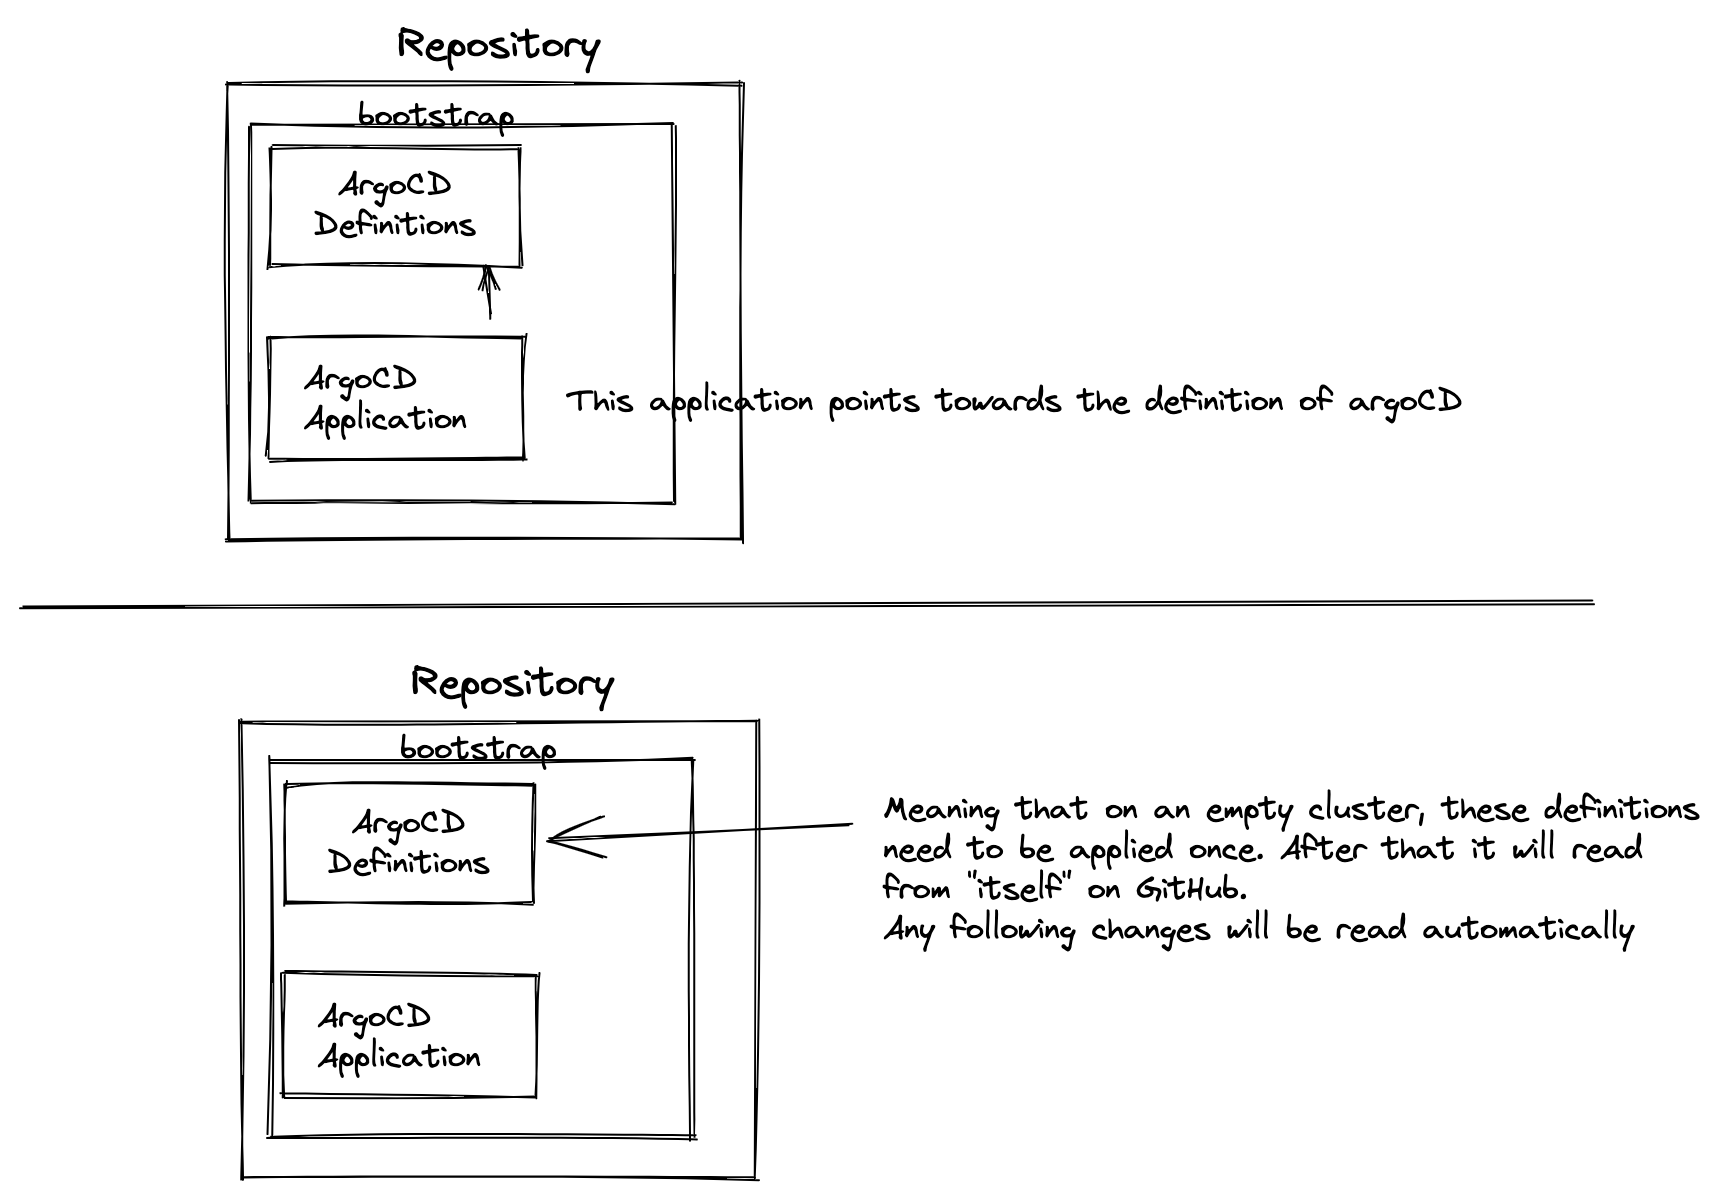 Repository
bootstrap
ArgoCD
Definitions
ArgoCD
Application
This application points towards the definition of argoCD
Repository
bootstrap
ArgoCD
Definitions
Meaning that on an empty cluster, these definitions
need to be applied once. After that it will read
from "itself" on GitHub.
Any following changes will be read automatically
ArgoCD
Application